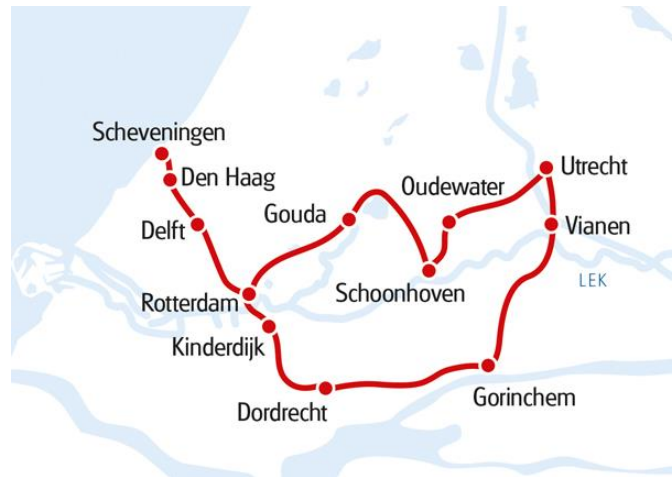 Scheveningen
Den Haag
Utrecht
Oudewater
Gouda
Delft
Vianen
LEK
Schoonhoven
Rotterdam
Kinderdijk
Gorinchem
Dordrecht